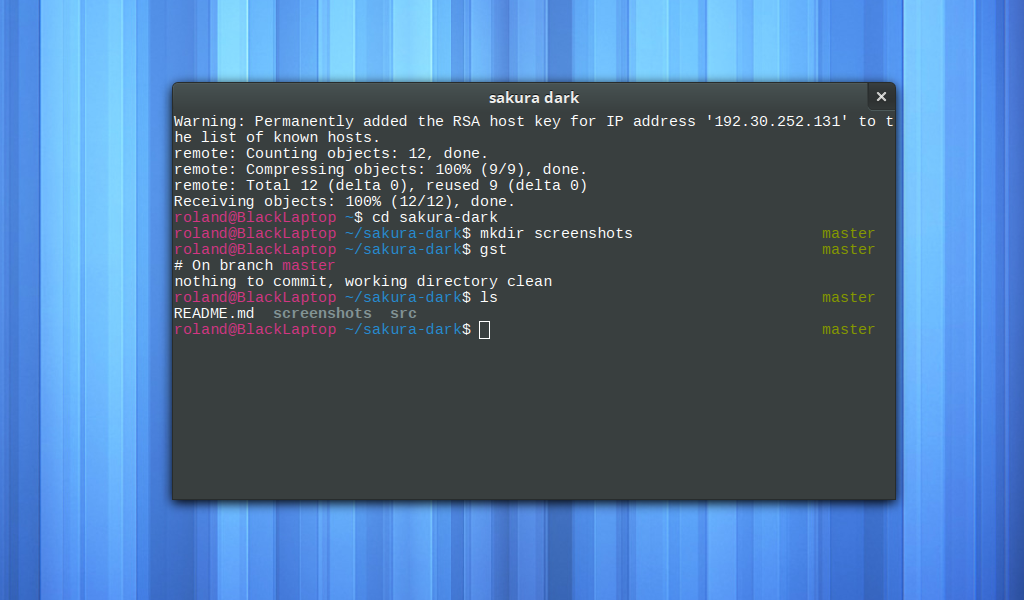 sakura dark
Warning: Permanently added the RSA host key for IP address '192.30.252.131' to t
he list of known hosts.
remote: Counting objects: 12, done.
remote: Compressing objects: 100% (9/9), done.
remote: Total 12 (delta 0), reused 9 (delta 0)
Receiving objects: 100% (12/12), done.
roland@BlackLaptop ~$ cd sakura-dark
roland@BlackLaptop ~/sakura-dark$ mkdir screenshots master
roland@BlackLaptop ~/sakura-dark$ gst master
# On branch master
nothing to commit, working directory clean
roland@BlackLaptop ~/sakura-dark$ ls master
README.md  screenshots  src
roland@BlackLaptop ~/sakura-dark$ master